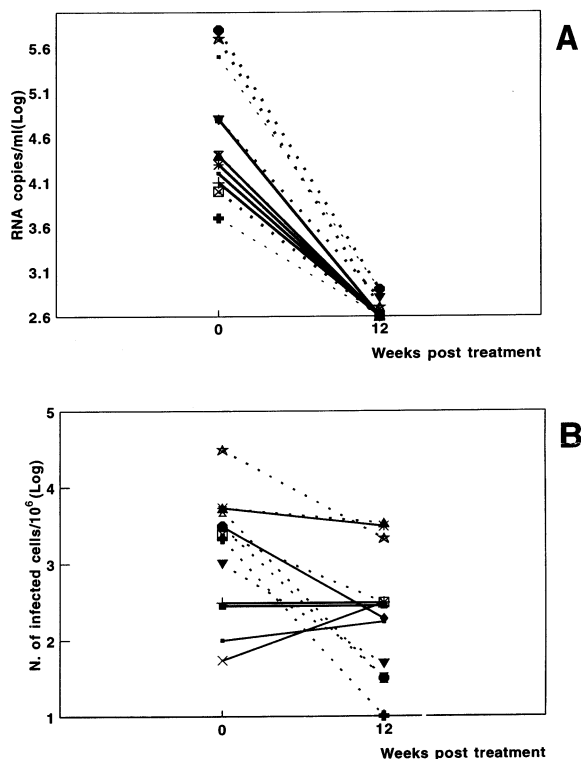 A
RNA copies/ml(Log)
5.6
5.1
4.6
4.1
3.6
3.1
2.6
0
12
Weeks post treatment
B
N. of infected cells/10⁶(Log)
5
4
3
2
1
0
12
Weeks post treatment